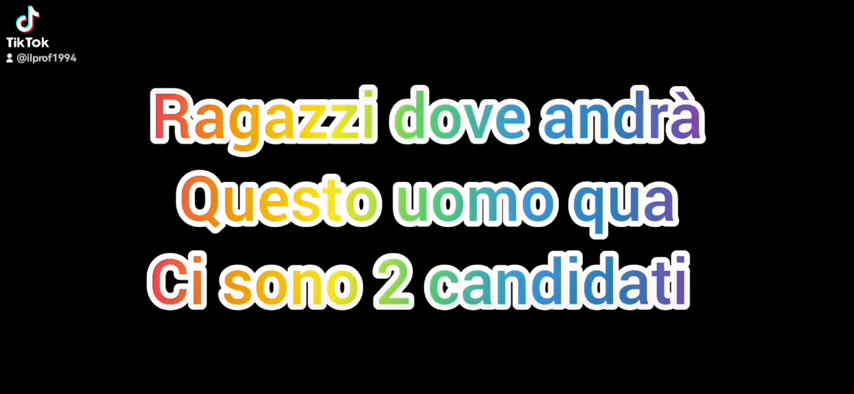 TikTok
@ilprof1994
Ragazzi dove andrà
Questo uomo qua
Ci sono 2 candidati